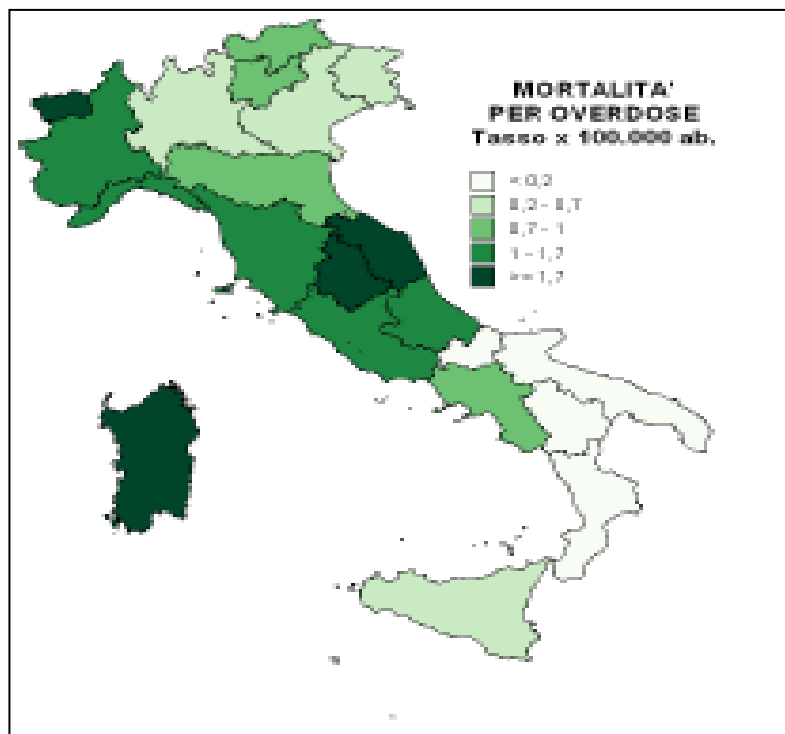 MORTALITA'
PER OVERDOSE
Tasso x 100.000 ab.
< 0,2
0,2 - 0,7
0,7 - 1
1 - 1,7
>= 1,7